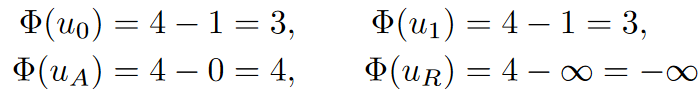 Φ(u₀) = 4 − 1 = 3, Φ(u₁) = 4 − 1 = 3,
Φ(u_A) = 4 − 0 = 4, Φ(u_R) = 4 − ∞ = −∞